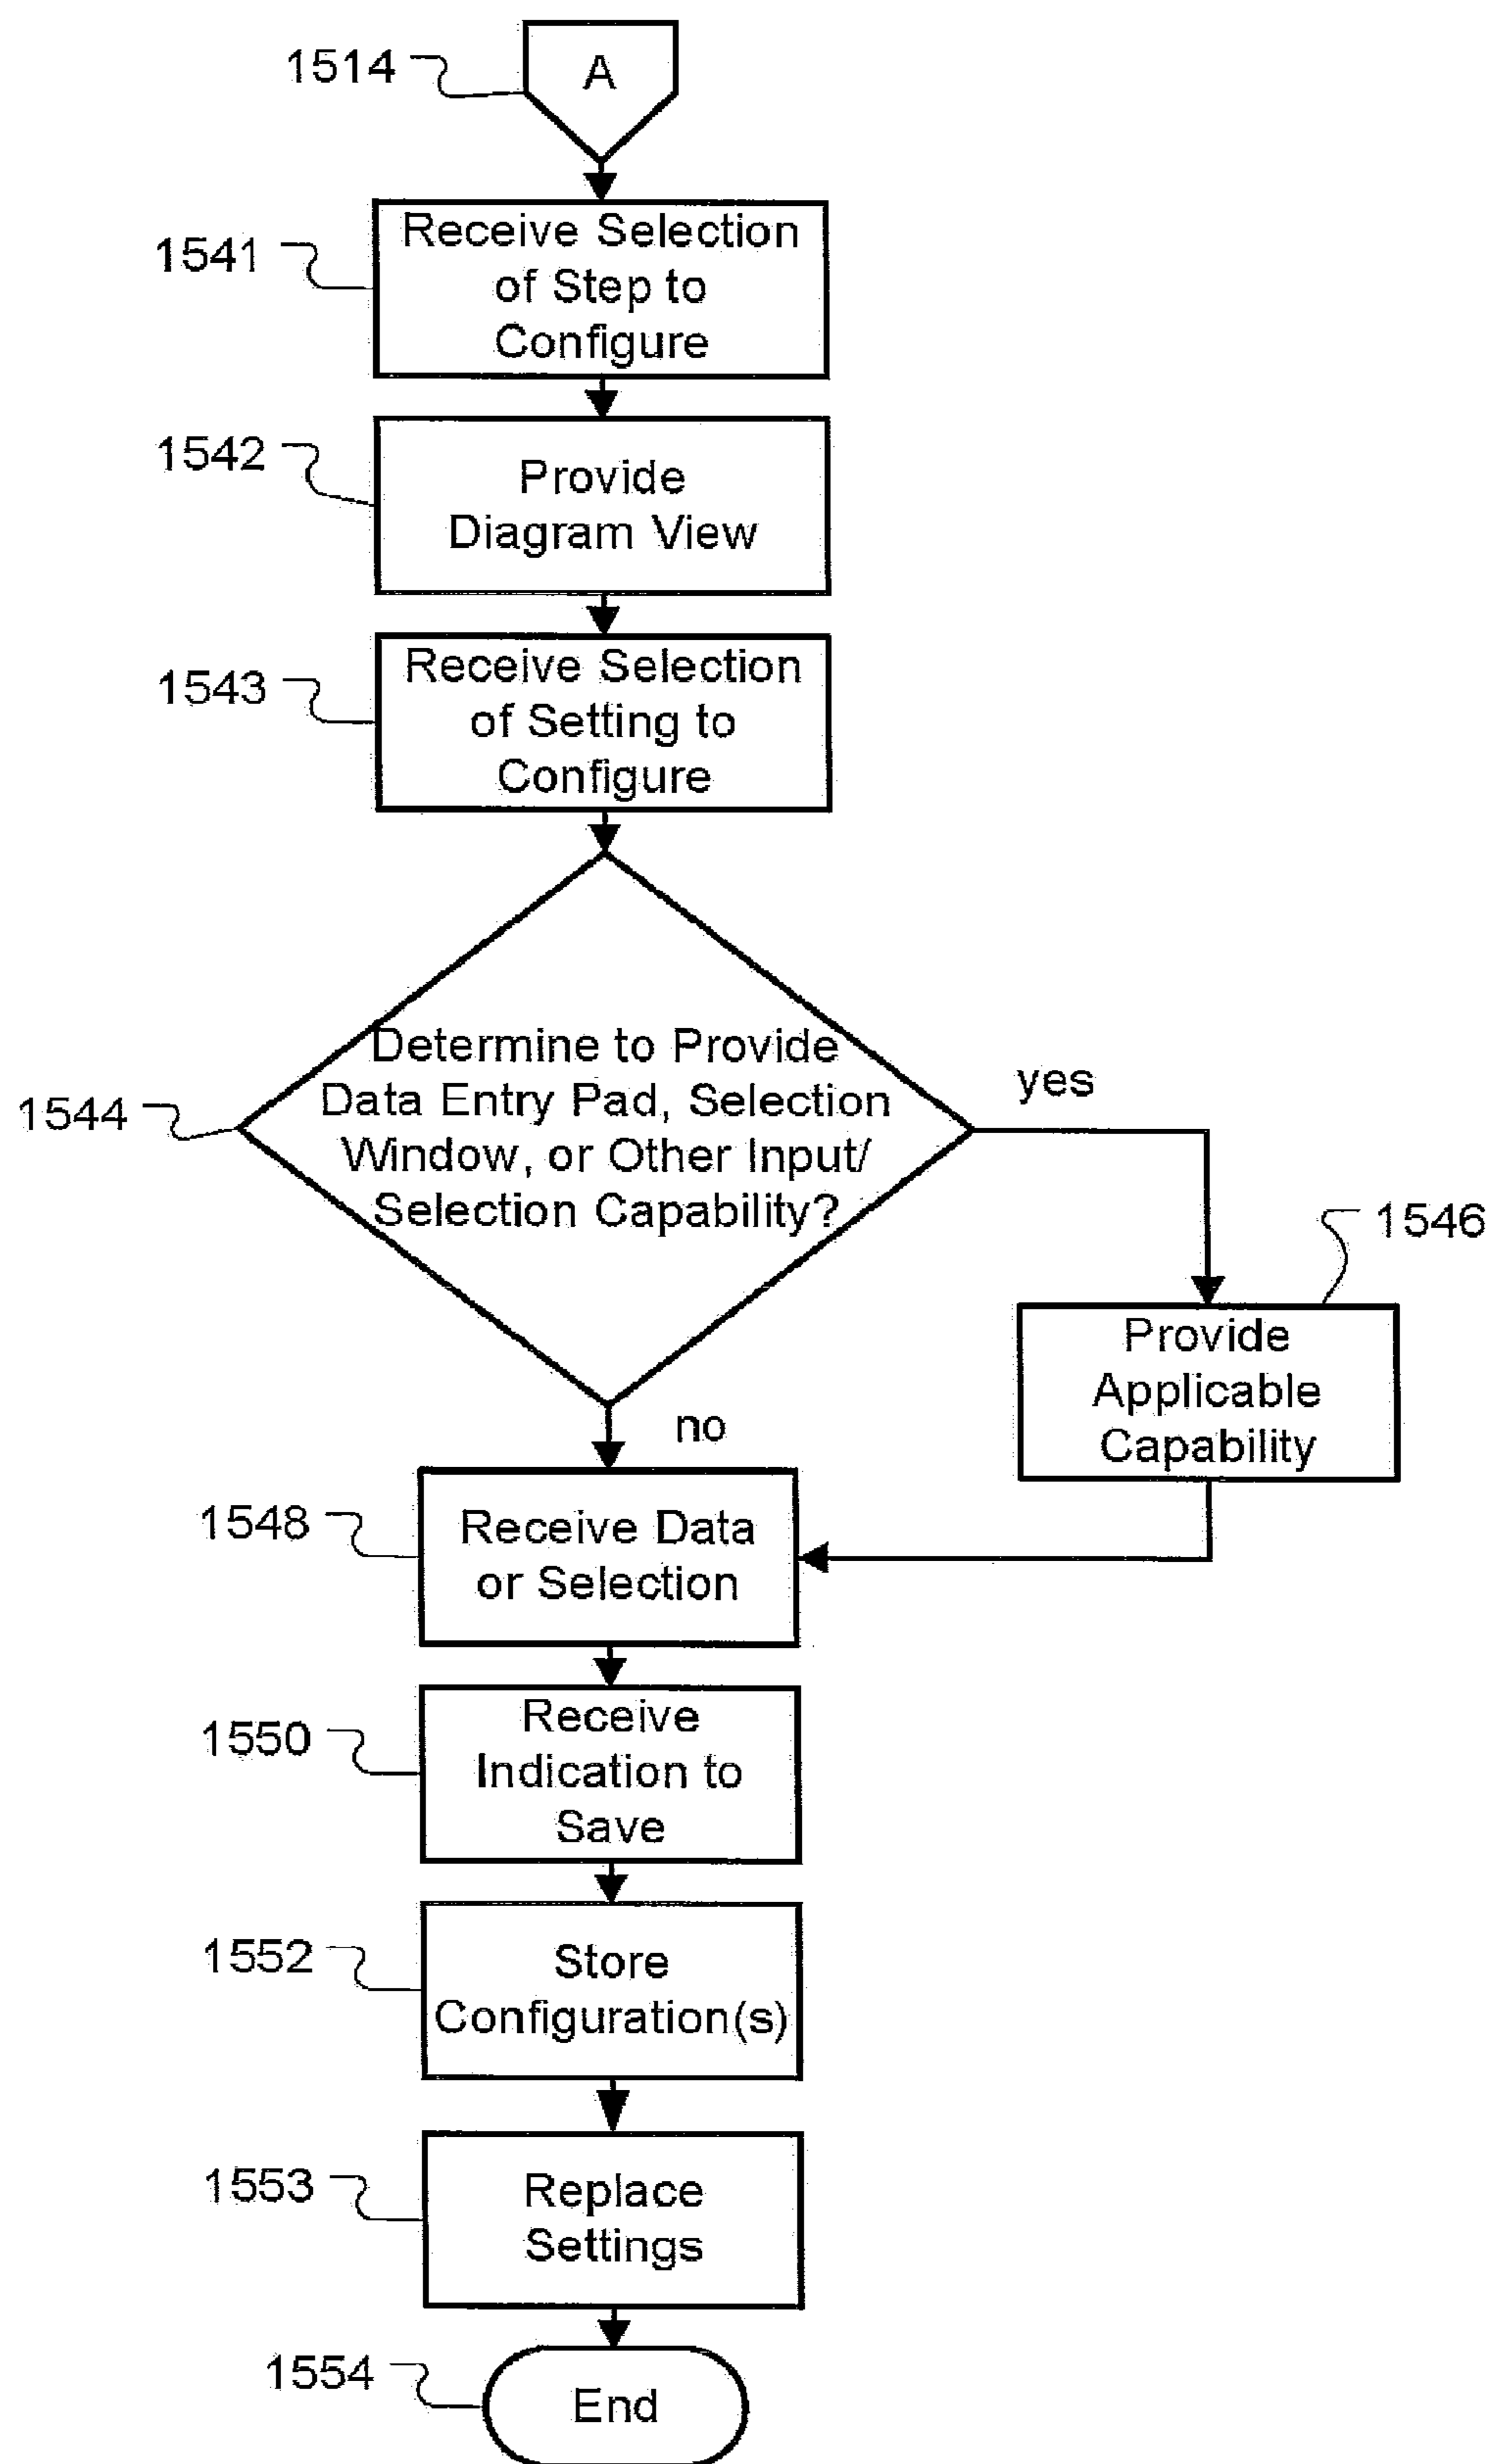 1514
A
1541
Receive Selection
of Step to
Configure
1542
Provide
Diagram View
1543
Receive Selection
of Setting to
Configure
1544
Determine to Provide
Data Entry Pad, Selection
Window, or Other Input/
Selection Capability?
yes
1546
Provide
Applicable
Capability
no
1548
Receive Data
or Selection
1550
Receive
Indication to
Save
1552
Store
Configuration(s)
1553
Replace
Settings
1554
End